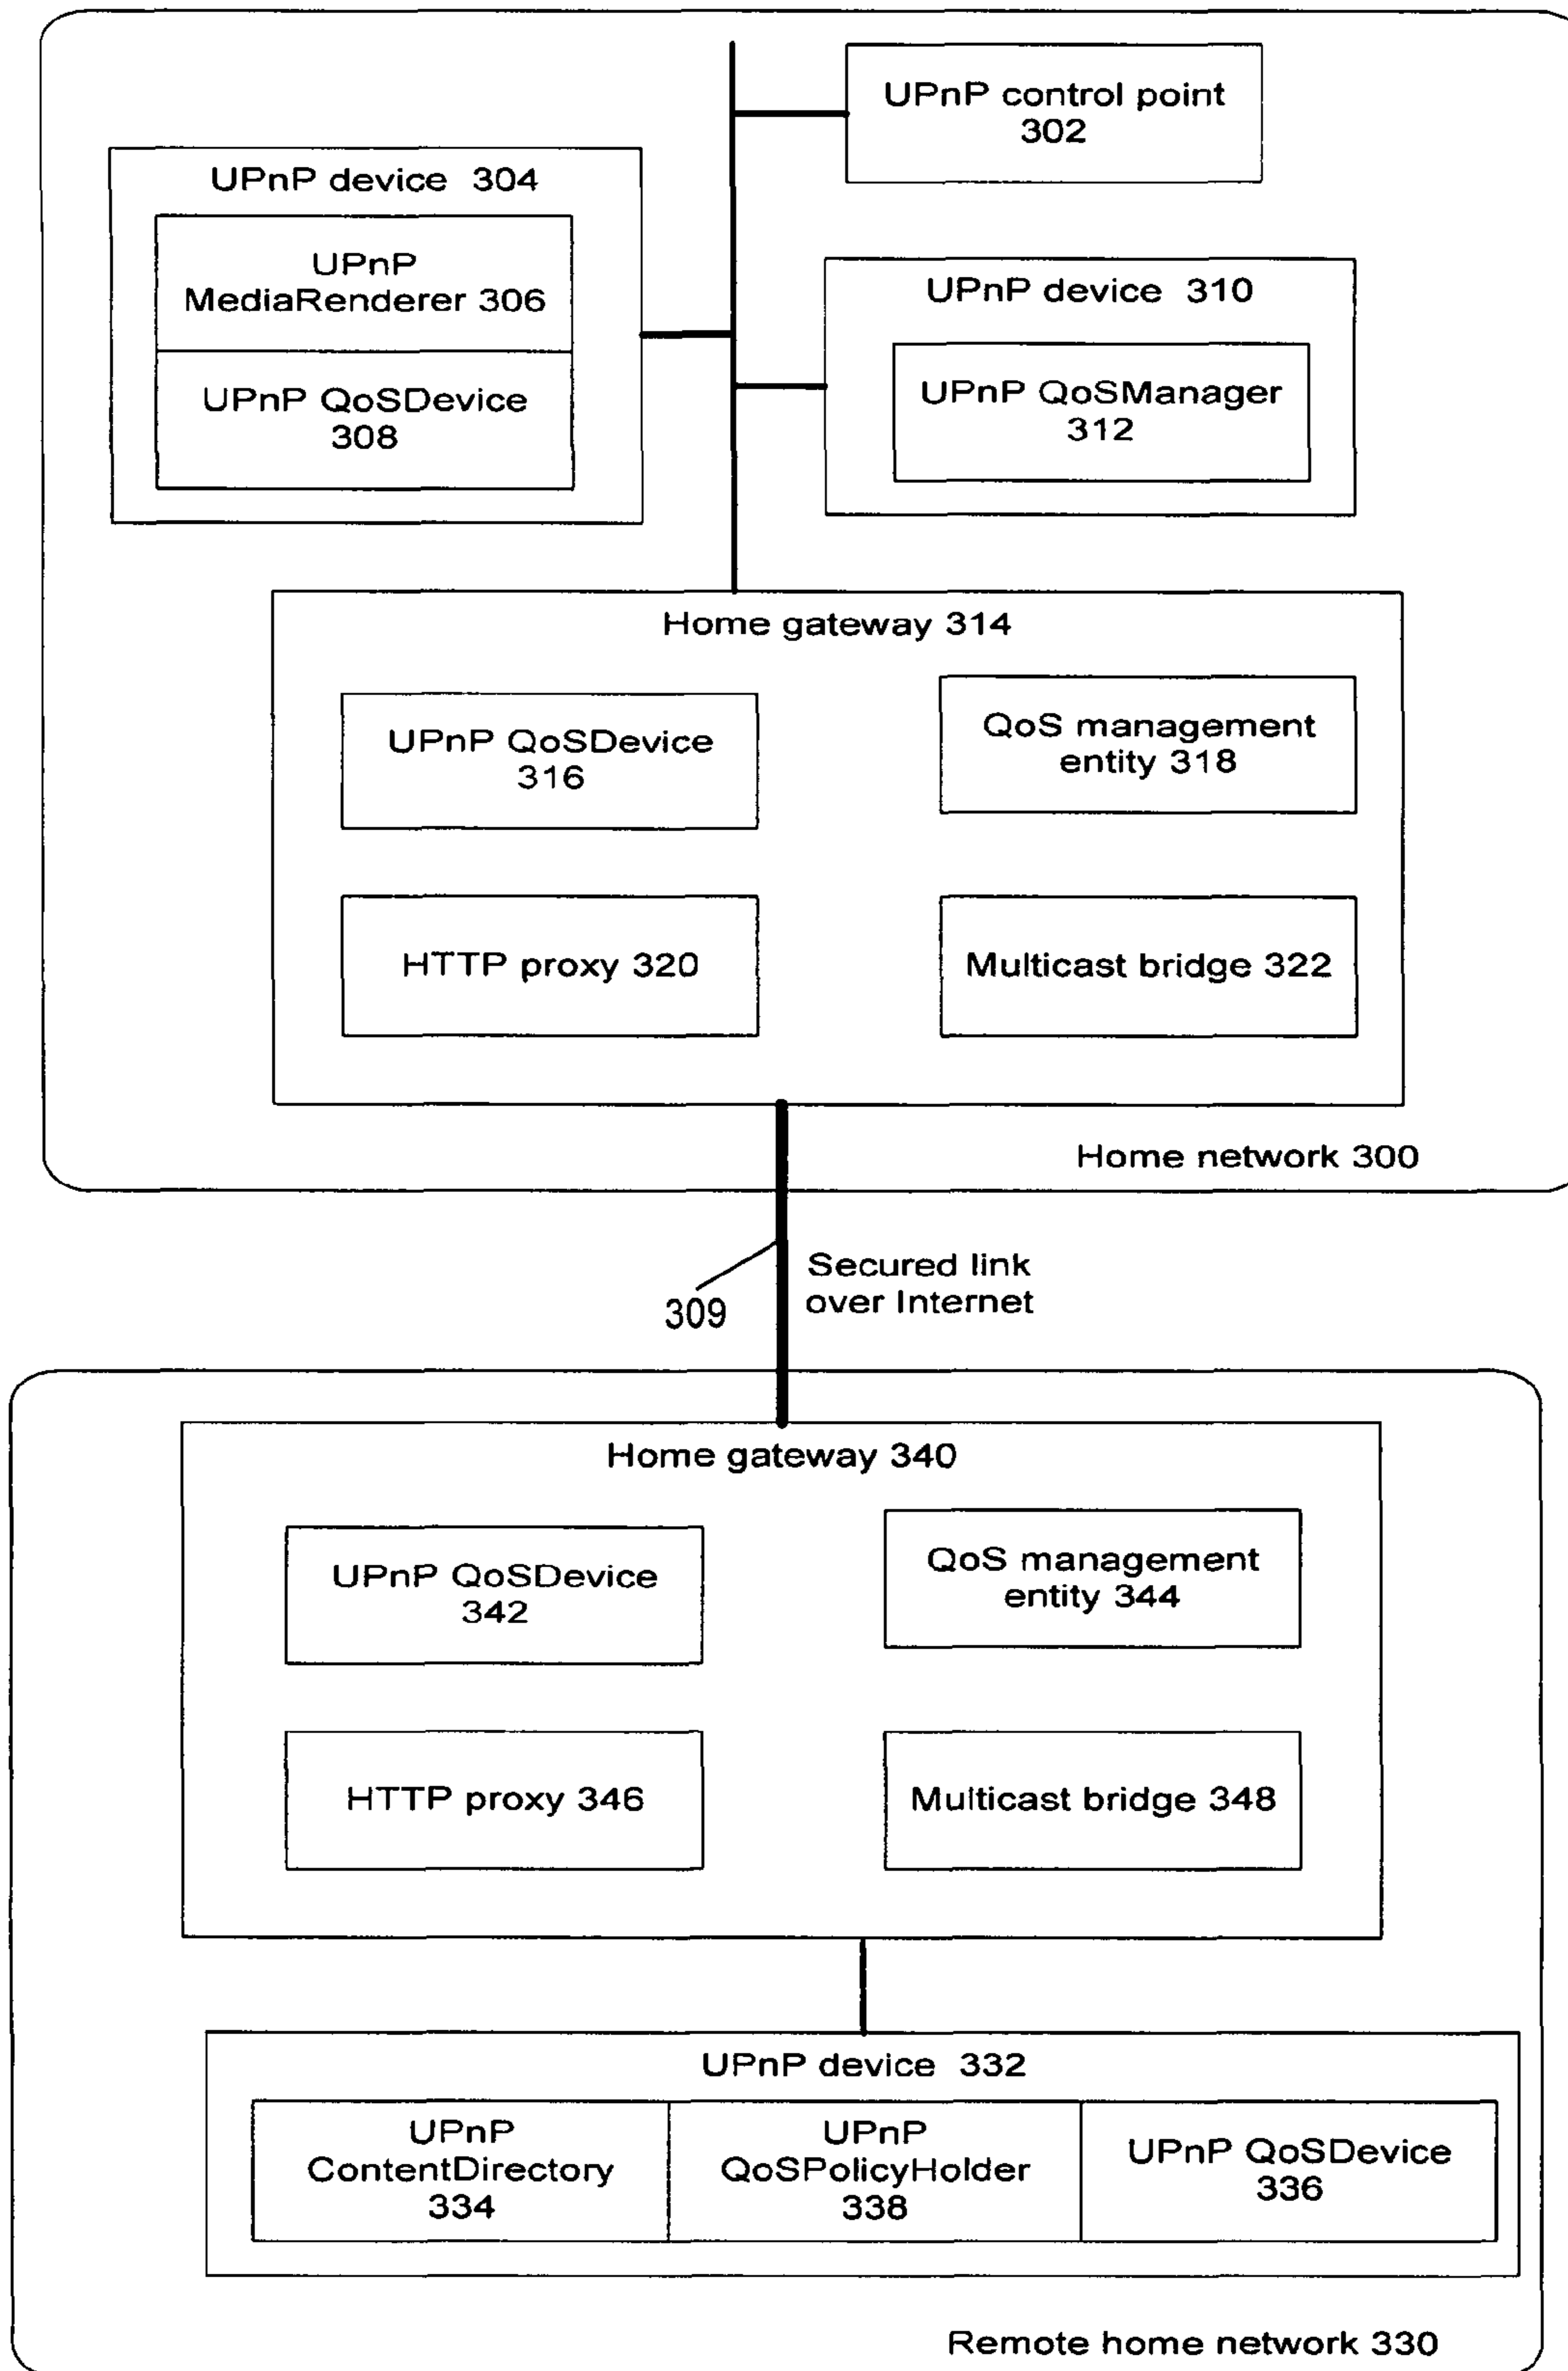 UPnP control point
302
UPnP device 304
UPnP
MediaRenderer 306
UPnP QoSDevice
308
UPnP device 310
UPnP QoSManager
312
Home gateway 314
UPnP QoSDevice
316
QoS management
entity 318
HTTP proxy 320
Multicast bridge 322
Home network 300
309
Secured link
over Internet
Home gateway 340
UPnP QoSDevice
342
QoS management
entity 344
HTTP proxy 346
Multicast bridge 348
UPnP device 332
UPnP
ContentDirectory
334
UPnP
QoSPolicyHolder
338
UPnP QoSDevice
336
Remote home network 330